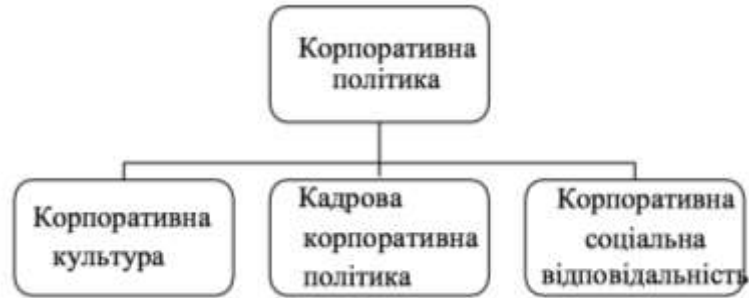 Корпоративна
політика
Корпоративна
культура
Кадрова
корпоративна
політика
Корпоративна
соціальна
відповідальність